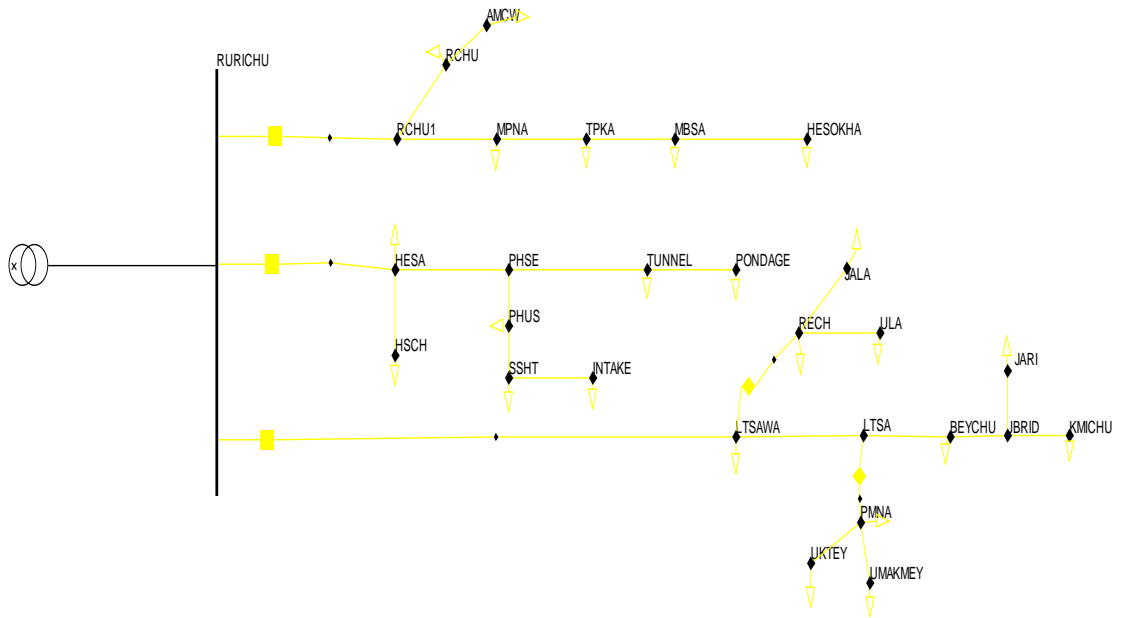 AMCW
RURICHU
RCHU
RCHU1
MPNA
TPKA
MBSA
HESOKHA
x
HESA
PHSE
TUNNEL
PONDAGE
JALA
PHUS
RECH
ULA
HSCH
SSHT
INTAKE
JARI
LTSAWA
LTSA
BEYCHU
JBRID
KMICHU
PMNA
UKTEY
UMAKMEY